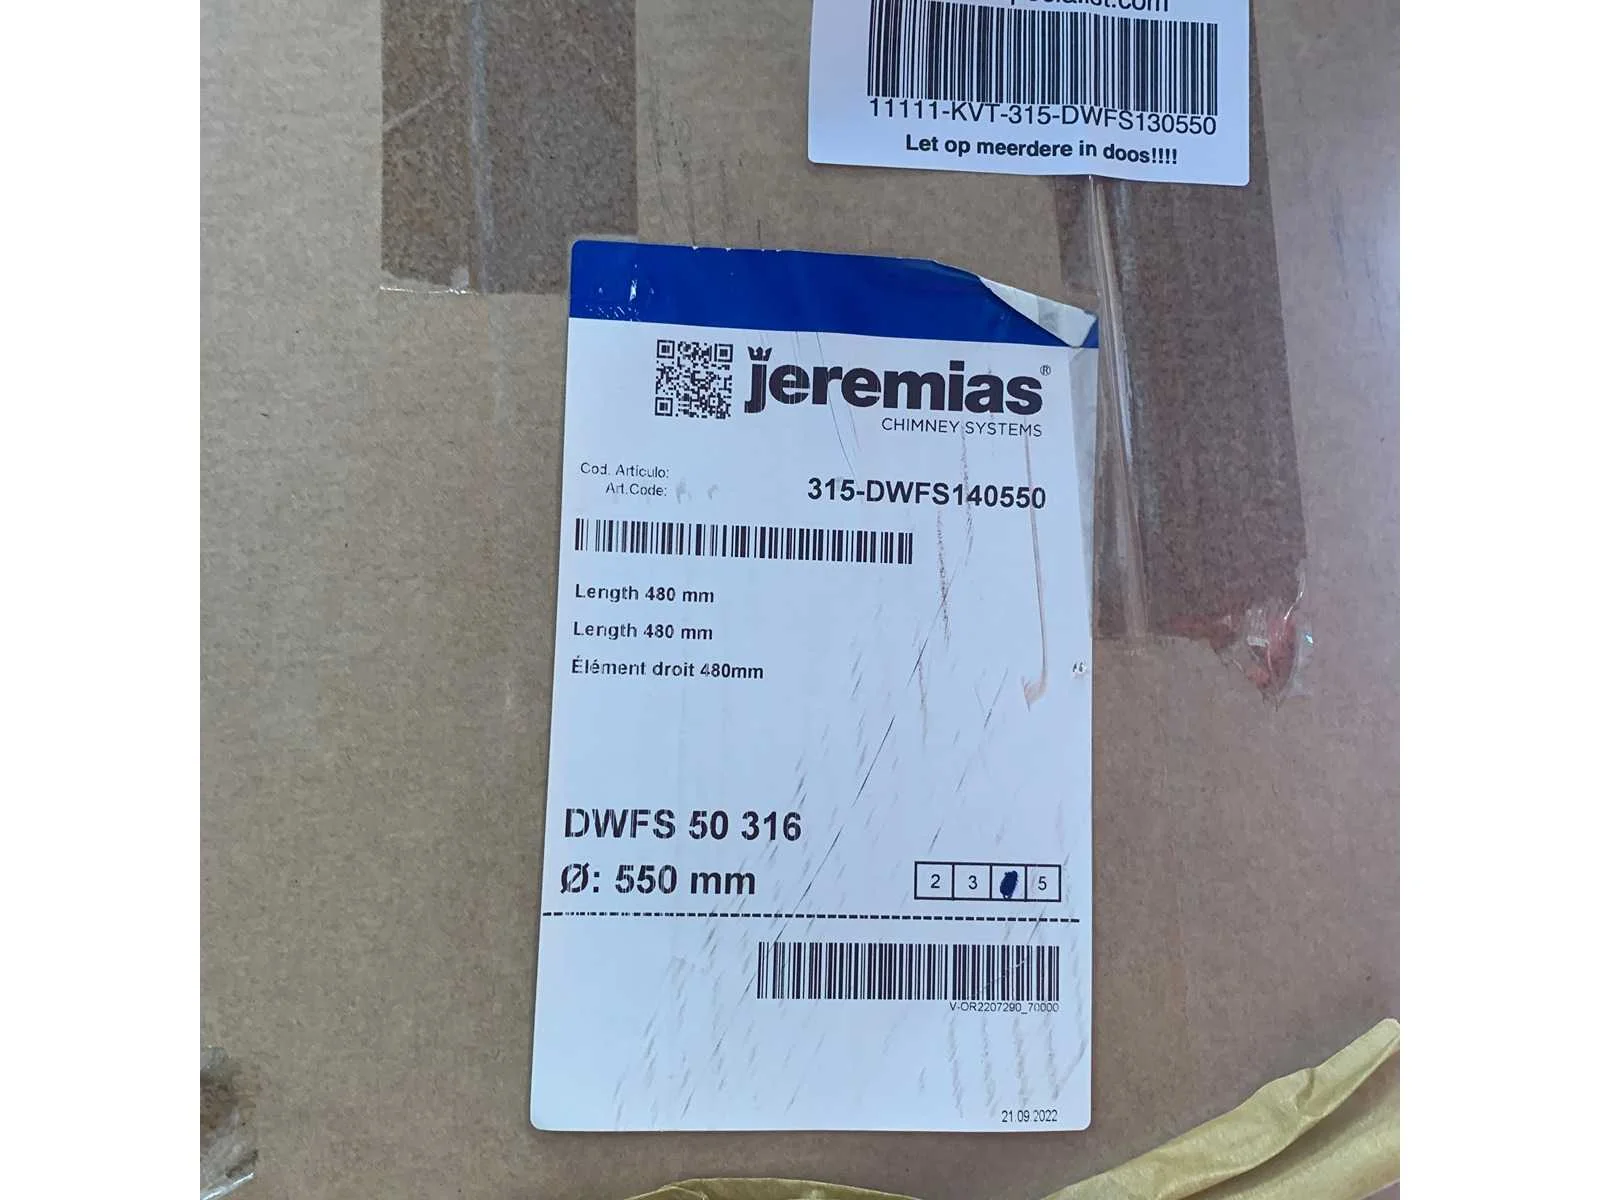 11111-KVT-315-DWFS130550
Let op meerdere in doos!!!!
jeremias®
CHIMNEY SYSTEMS
Cod. Artículo:
Art.Code:
315-DWFS140550
Length 480 mm
Length 480 mm
Élément droit 480mm
DWFS 50 316
Ø: 550 mm
2 3 5
V-OR2207290_70000
21.09.2022